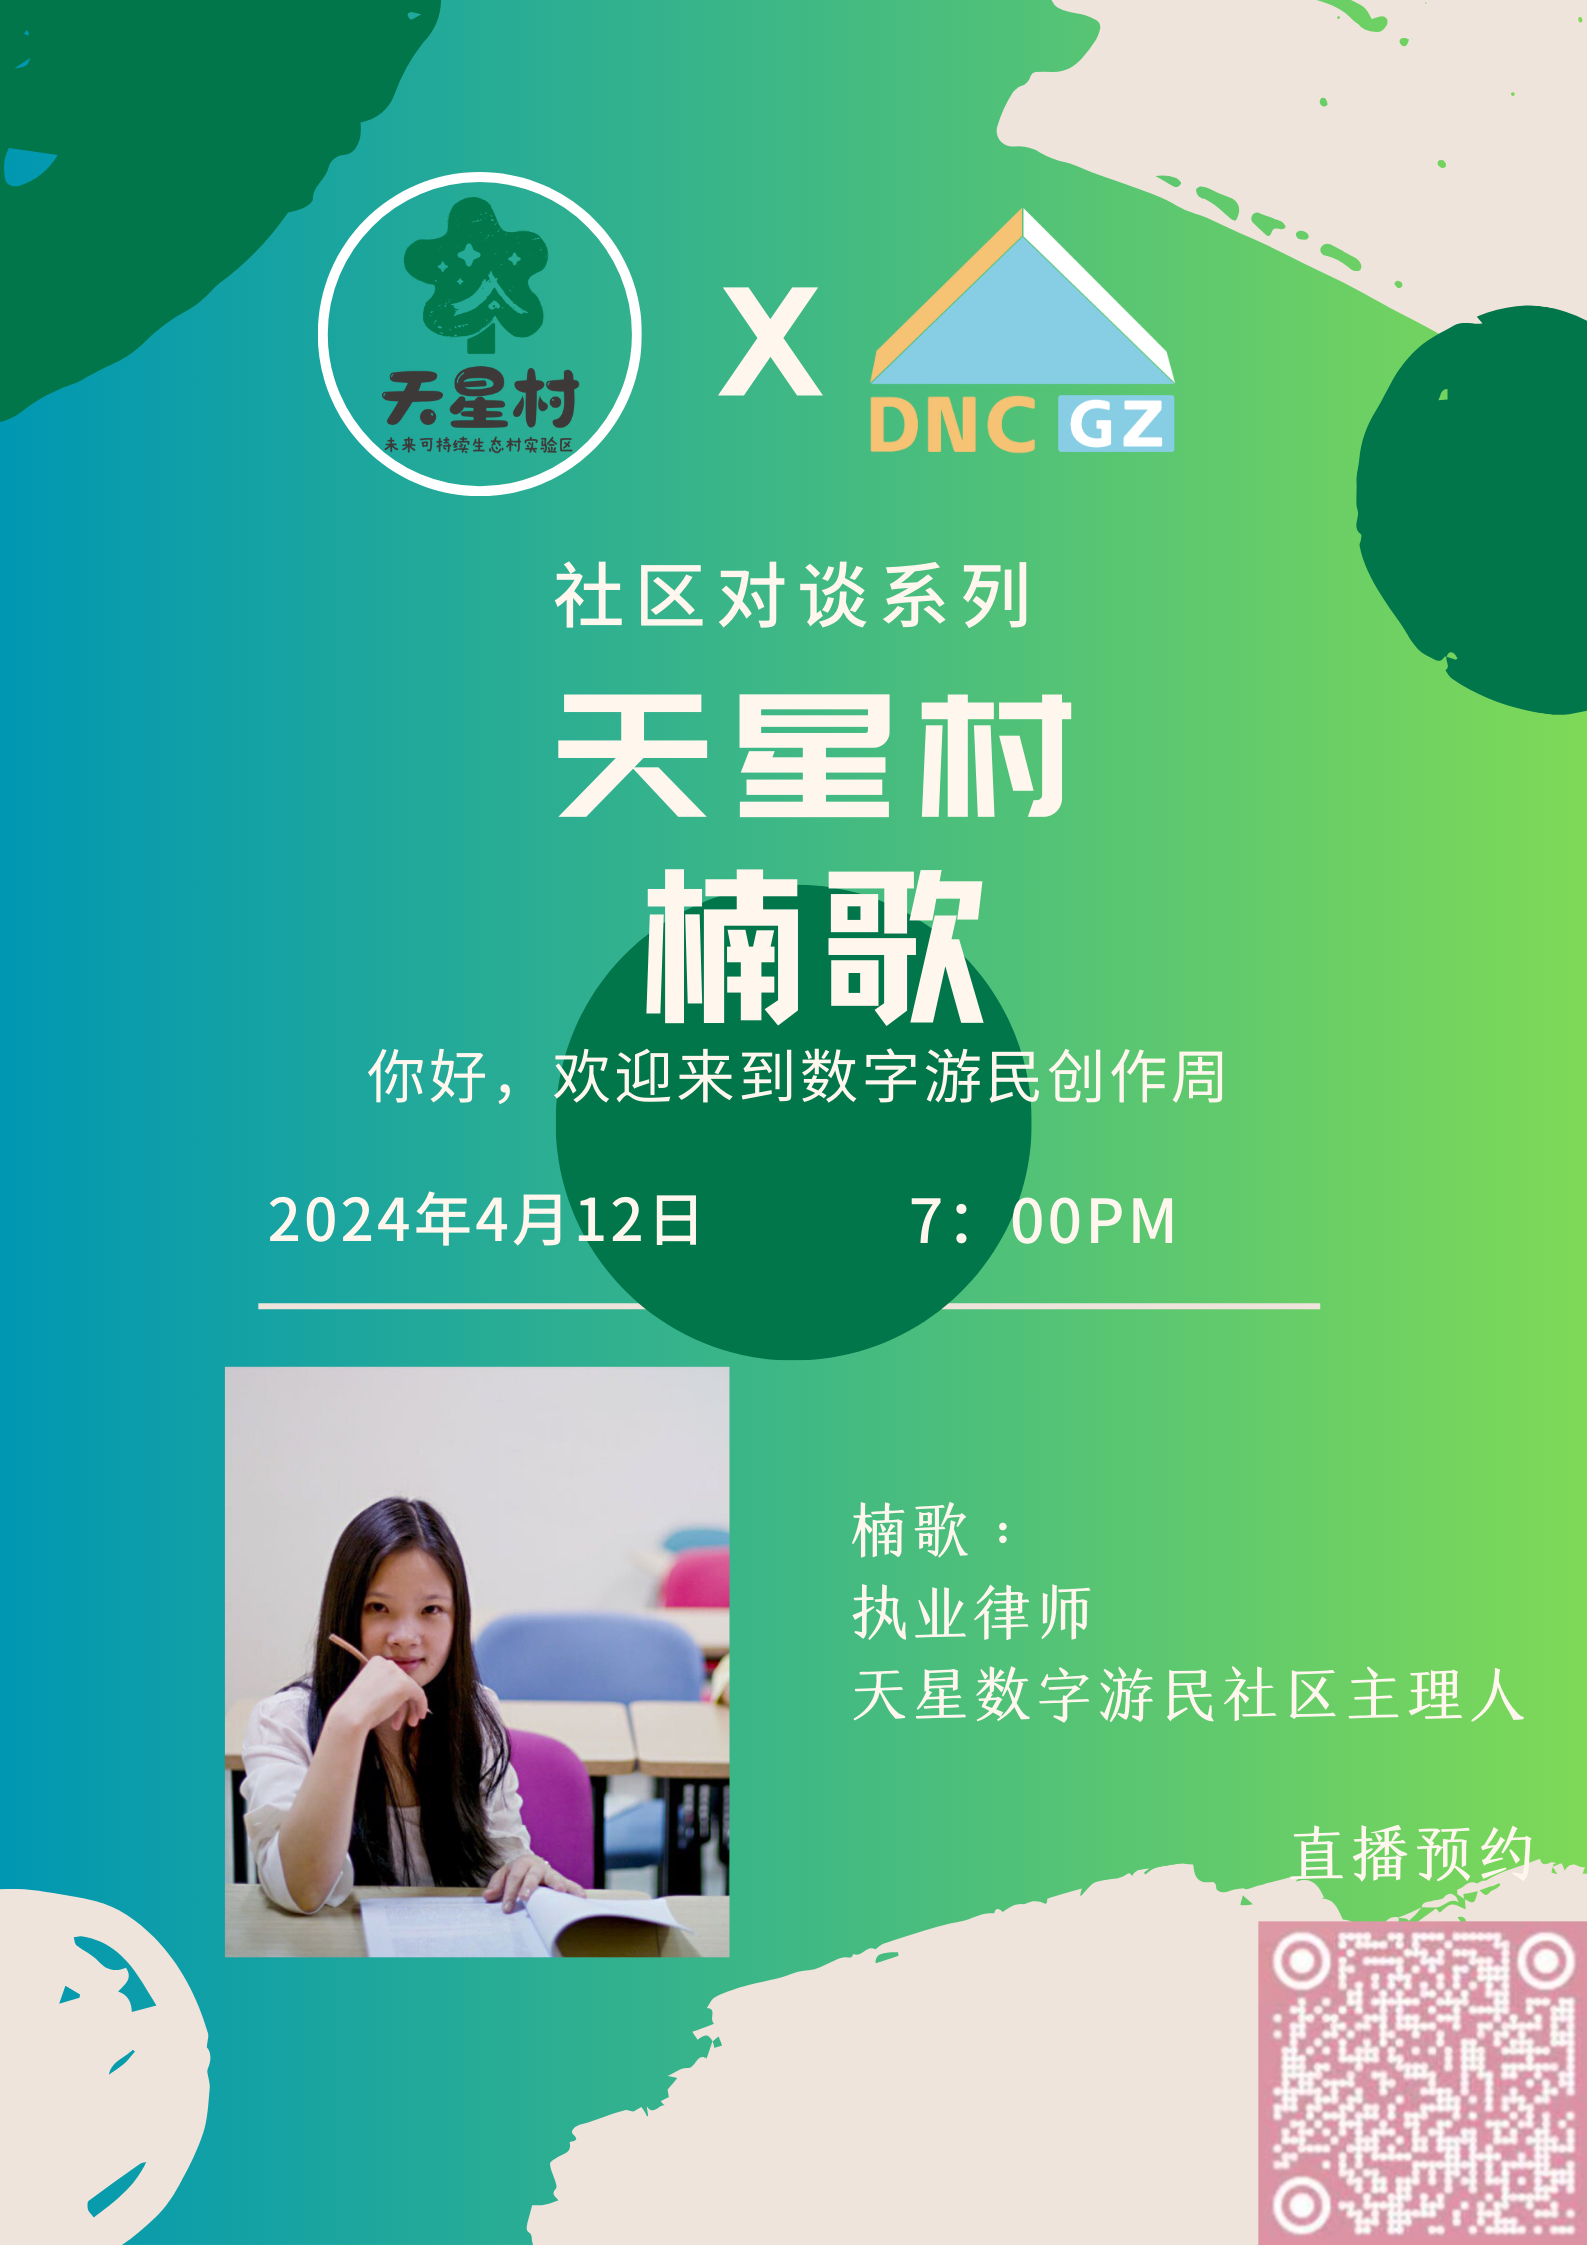 天星村
未来可持续生态村实验区
X
DNC GZ
社区对谈系列
天星村
楠歌
你好，欢迎来到数字游民创作周
2024年4月12日 7：00PM
楠歌：
执业律师
天星数字游民社区主理人
直播预约